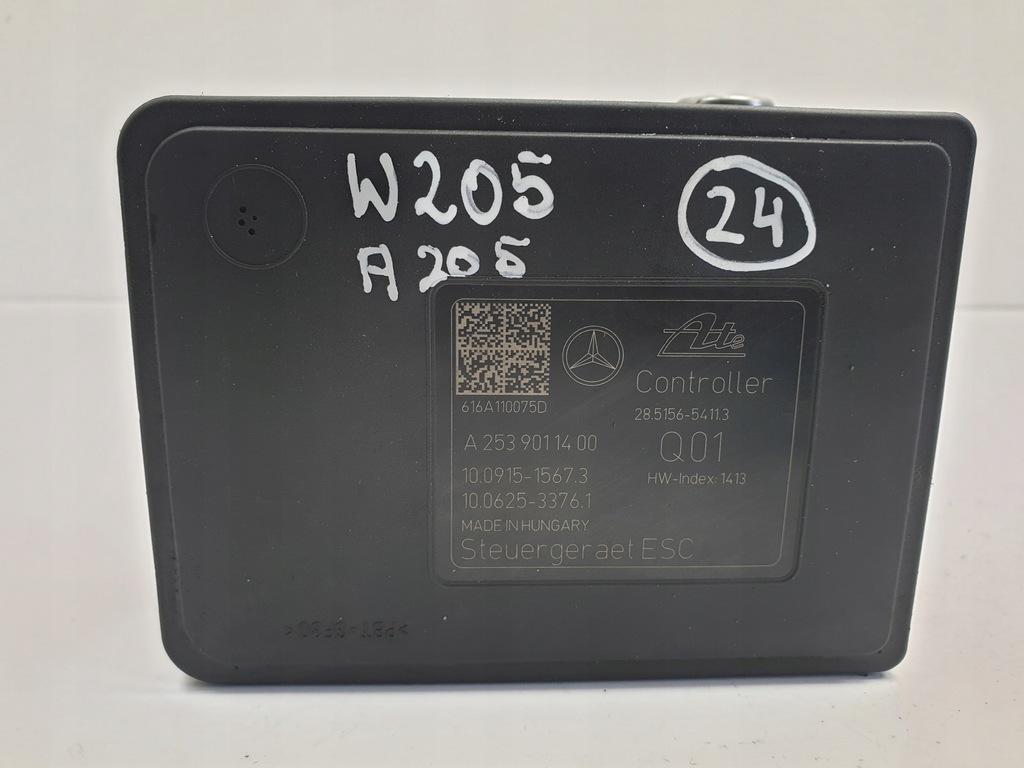 W205
A205
24
Ate
Controller
616A110075D
28.5156-5411.3
A 253 901 14 00
Q01
10.0915-1567.3
HW-Index: 1413
10.0625-3376.1
MADE IN HUNGARY
Steuergeraet ESC